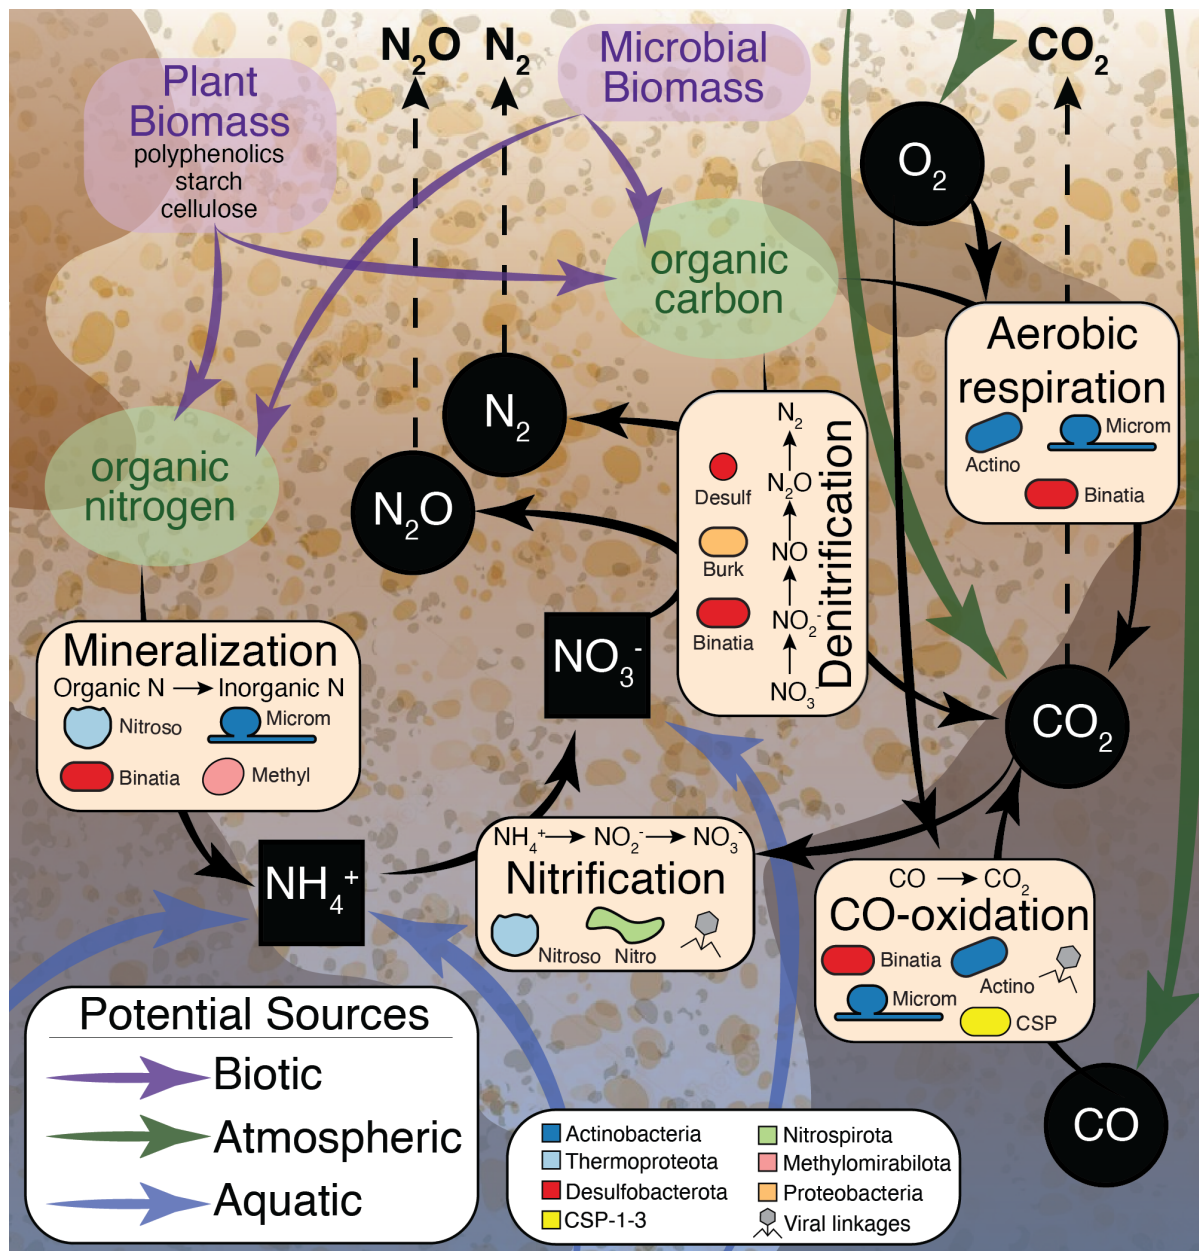 N2O N2
Microbial
Biomass
CO2
Plant
Biomass
polyphenolics
starch
cellulose
O2
organic
carbon
Aerobic
respiration
Actino
Microm
Binatia
N2
N2O
organic
nitrogen
Denitrification
N2
N2O
NO
NO2-
NO3-
Desulf
Burk
Binatia
Mineralization
Organic N → Inorganic N
Nitroso
Microm
Binatia
Methyl
NO3-
CO2
NH4+
NH4+ → NO2- → NO3-
Nitrification
Nitroso
Nitro
CO → CO2
CO-oxidation
Binatia
Actino
Microm
CSP
CO
Potential Sources
Biotic
Atmospheric
Aquatic
Actinobacteria
Thermoproteota
Desulfobacterota
CSP-1-3
Nitrospirota
Methylomirabilota
Proteobacteria
Viral linkages